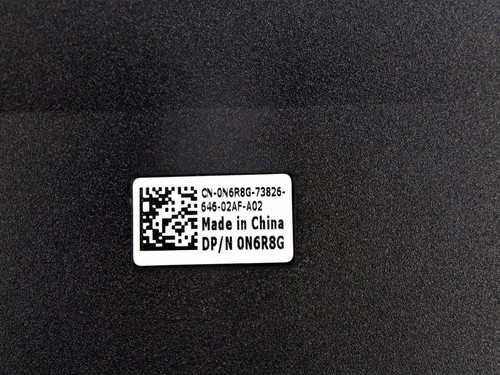 CN-0N6R8G-73826-
646-02AF-A02
Made in China
DP/N 0N6R8G